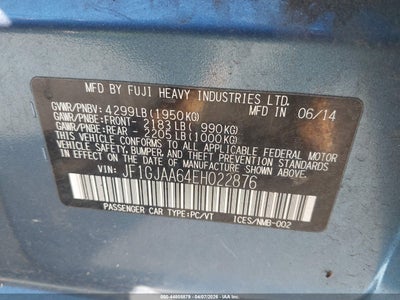 MFD BY FUJI HEAVY INDUSTRIES LTD.
GVWR/PNBV: 4299LB(1950KG) MFD IN 06/14
GAWR/PNBE:FRONT- 2183LB( 990KG)
GAWR/PNBE:REAR - 2205LB(1000KG)
THIS VEHICLE CONFORMS TO ALL APPLICABLE FEDERAL MOTOR
VEHICLE SAFETY, BUMPER, AND THEFT PREVENTION STANDARDS
IN EFFECT ON THE DATE OF MANUFACTURE SHOWN ABOVE.
VIN: JF1GJAA64EH022876
PASSENGER CAR TYPE:PC/VT ICES/NMB-002